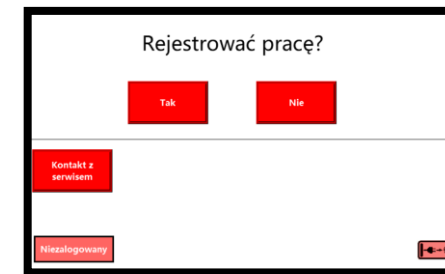 Rejestrować pracę?
Tak
Nie
Kontakt z
serwisem
Niezalogowany